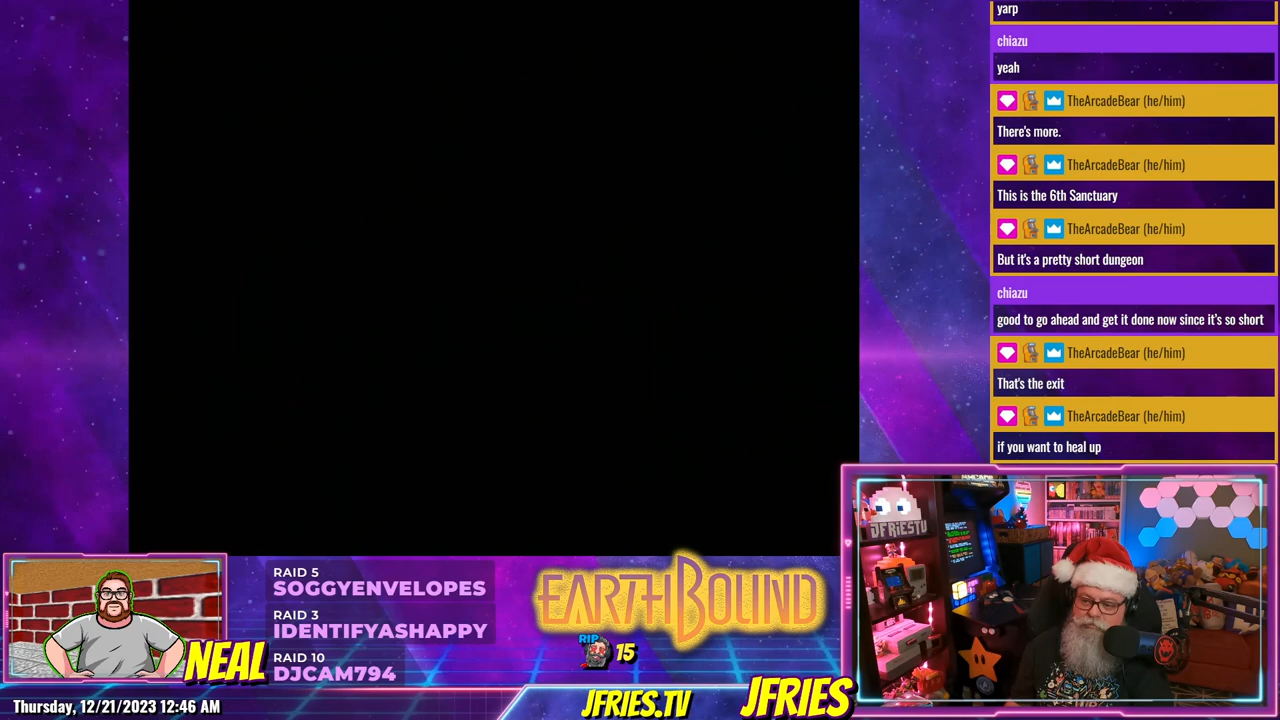 yarp
chiazu
yeah
TheArcadeBear (he/him)
There's more.
TheArcadeBear (he/him)
This is the 6th Sanctuary
TheArcadeBear (he/him)
But it's a pretty short dungeon
chiazu
good to go ahead and get it done now since it's so short
TheArcadeBear (he/him)
That's the exit
TheArcadeBear (he/him)
if you want to heal up
JFRIESTV
RAID 5
SOGGYENVELOPES
RAID 3
IDENTIFYASHAPPY
RAID 10
DJCAM794
NEAL
EARTHBOUND
RIP
15
JFRIES.TV
JFRIES
Thursday, 12/21/2023 12:46 AM